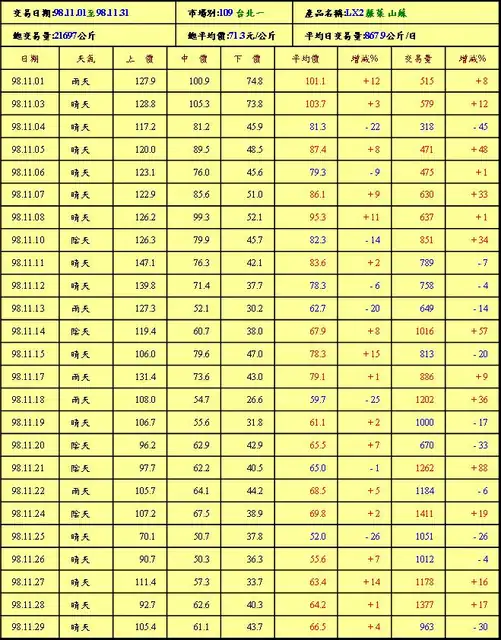 交易日期:98.11.01至98.11.31 市場別:109 台北一 產品名稱:LX2 蕨菜 山蘇
總交易量:21697公斤 總平均價:71.3元/公斤 平均日交易量:867.9公斤/日
日期 天氣 上 價 中 價 下 價 平均價 增減% 交易量 增減%
98.11.01 雨天 127.9 100.9 74.8 101.1 +12 515 +8
98.11.03 晴天 128.8 105.3 73.8 103.7 +3 579 +12
98.11.04 晴天 117.2 81.2 45.9 81.3 -22 318 -45
98.11.05 晴天 120.0 89.5 48.5 87.4 +8 471 +48
98.11.06 晴天 123.1 76.0 45.6 79.3 -9 475 +1
98.11.07 晴天 122.9 85.6 51.0 86.1 +9 630 +33
98.11.08 晴天 126.2 99.3 52.1 95.3 +11 637 +1
98.11.10 陰天 126.3 79.9 45.7 82.3 -14 851 +34
98.11.11 晴天 147.1 76.3 42.1 83.6 +2 789 -7
98.11.12 晴天 139.8 71.4 37.7 78.3 -6 758 -4
98.11.13 雨天 127.3 52.1 30.2 62.7 -20 649 -14
98.11.14 陰天 119.4 60.7 38.0 67.9 +8 1016 +57
98.11.15 晴天 106.0 79.6 47.0 78.3 +15 813 -20
98.11.17 雨天 131.4 73.6 43.0 79.1 +1 886 +9
98.11.18 雨天 108.0 54.7 26.6 59.7 -25 1202 +36
98.11.19 晴天 106.7 55.6 31.8 61.1 +2 1000 -17
98.11.20 陰天 96.2 62.9 42.9 65.5 +7 670 -33
98.11.21 陰天 97.7 62.2 40.5 65.0 -1 1262 +88
98.11.22 雨天 105.7 64.1 44.2 68.5 +5 1184 -6
98.11.24 陰天 107.2 67.5 38.9 69.8 +2 1411 +19
98.11.25 晴天 70.1 50.7 37.8 52.0 -26 1051 -26
98.11.26 晴天 90.7 50.3 36.3 55.6 +7 1012 -4
98.11.27 晴天 111.4 57.3 33.7 63.4 +14 1178 +16
98.11.28 晴天 92.7 62.6 40.3 64.2 +1 1377 +17
98.11.29 晴天 105.4 61.1 43.7 66.5 +4 963 -30